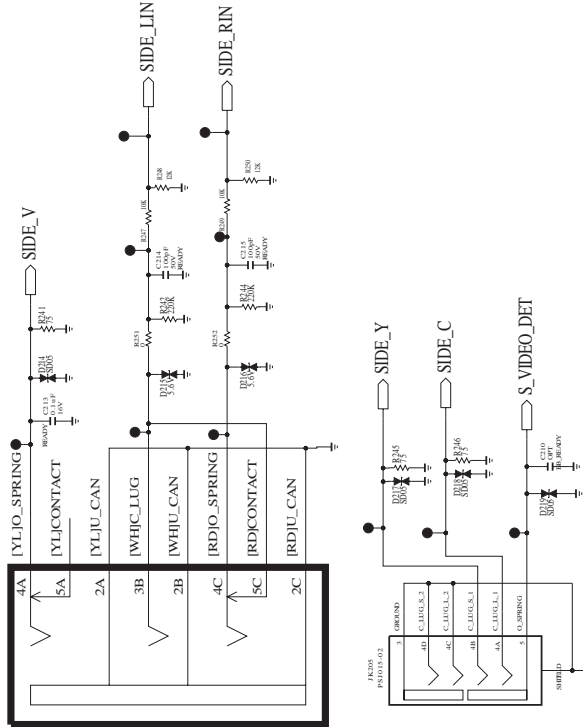 SIDE_V
SIDE_LIN
SIDE_RIN
R241
75
D214
SD05
C213
0.1uF
16V
READY
R248
12K
10K
R247
C214
100pF
50V
READY
R242
220K
R251
0
D215
5.6V
R250
12K
10K
R249
C215
100pF
50V
READY
R244
220K
R252
0
D216
5.6V
[YL]O_SPRING
[YL]CONTACT
[YL]U_CAN
[WH]C_LUG
[WH]U_CAN
[RD]O_SPRING
[RD]CONTACT
[RD]U_CAN
4A
5A
2A
3B
2B
4C
5C
2C
SIDE_Y
SIDE_C
S_VIDEO_DET
R245
75
D217
SD05
R246
75
D218
SD05
C210
OPT
READY
D219
SD05
GROUND
C_LUG_S_2
C_LUG_L_2
C_LUG_S_1
C_LUG_L_1
O_SPRING
3
4D
4C
4B
4A
5
JK205
PSJ015-02
SHIELD